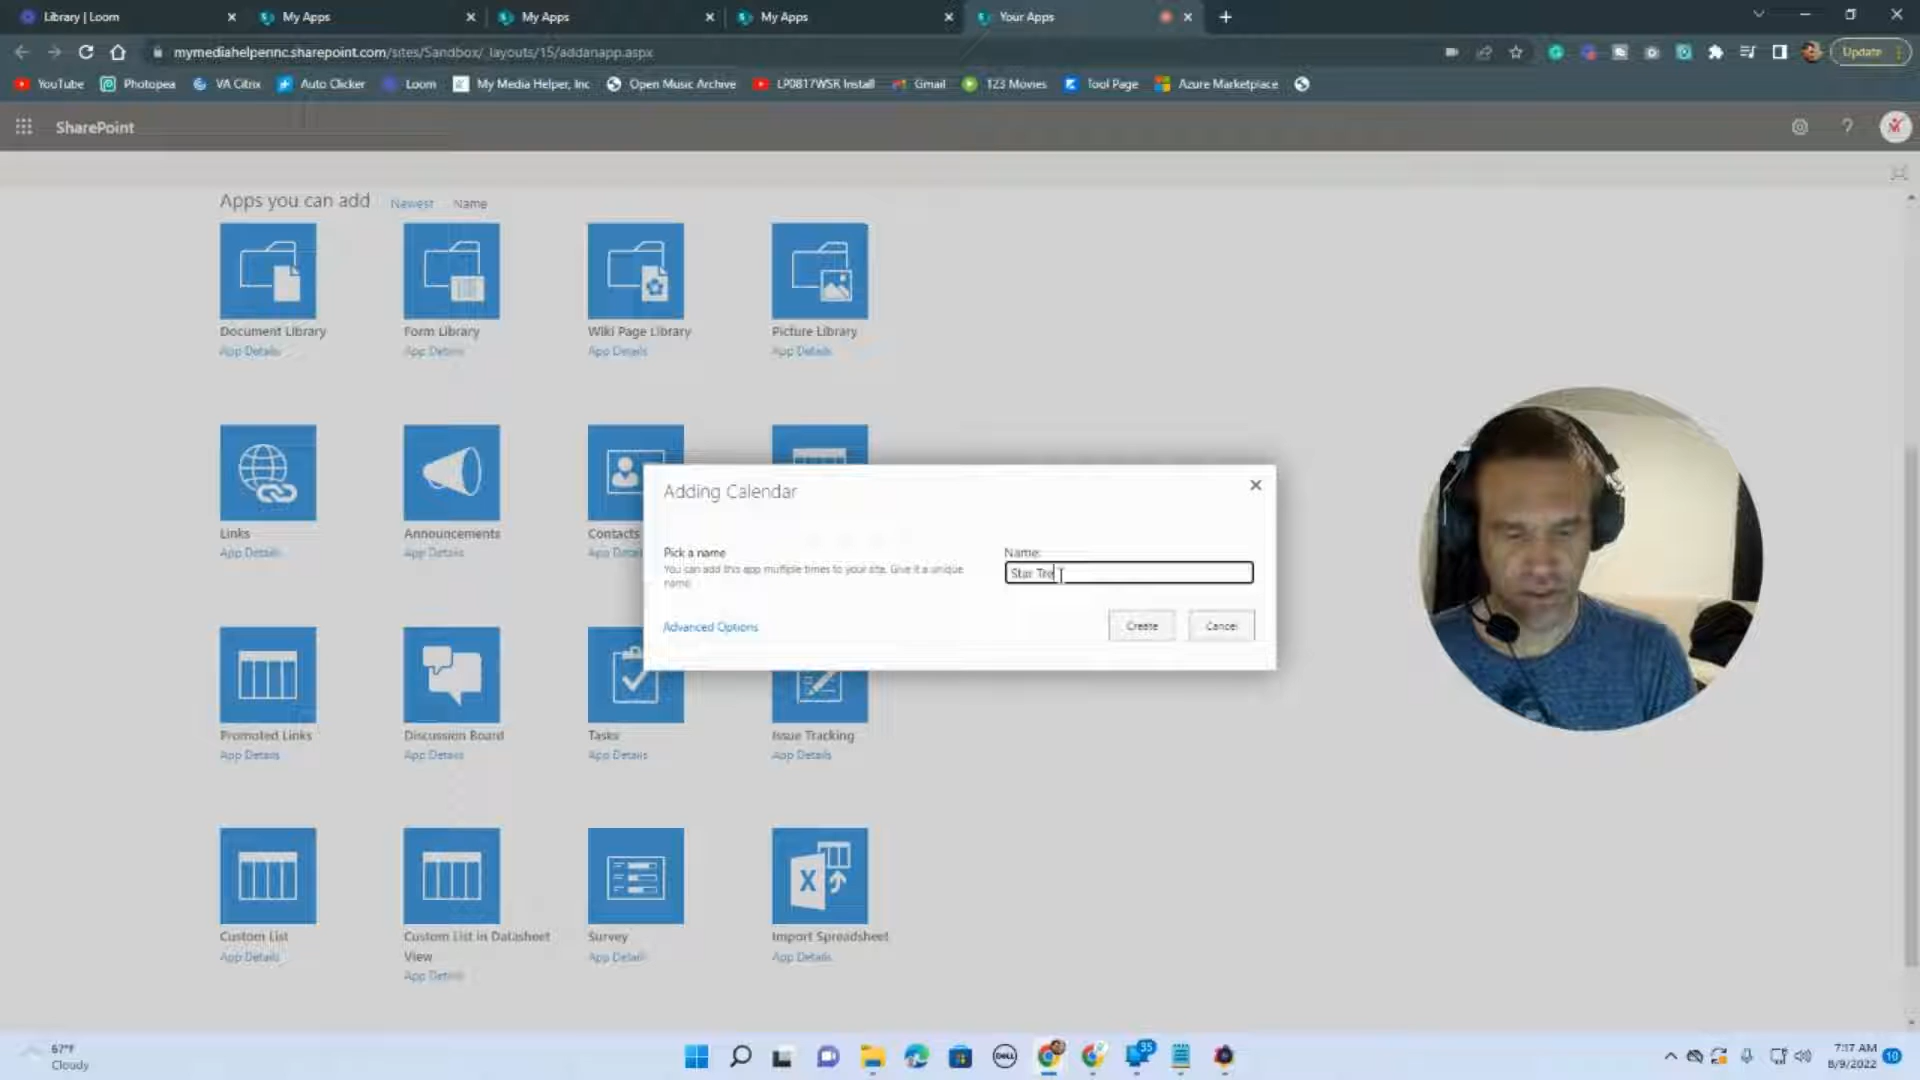 Library | Loom
My Apps
My Apps
My Apps
Your Apps
mymediahelpernc.sharepoint.com/sites/Sandbox/_layouts/15/addanapp.aspx
Update
YouTube
Photopea
VA Citrix
Auto Clicker
Loom
My Media Helper, Inc
Open Music Archive
LP0817WSR Install
Gmail
123 Movies
Tool Page
Azure Marketplace
SharePoint
?
Apps you can add
Newest
Name
Document Library
App Details
Form Library
App Details
Wiki Page Library
App Details
Picture Library
App Details
Links
App Details
Announcements
App Details
Contacts
App Details
Adding Calendar
Pick a name
You can add this app multiple times to your site. Give it a unique
name.
Name:
Star Tre
Advanced Options
Create
Cancel
Promoted Links
App Details
Discussion Board
App Details
Tasks
App Details
Issue Tracking
App Details
Custom List
App Details
Custom List in Datasheet
View
App Details
Survey
App Details
Import Spreadsheet
App Details
67°F
Cloudy
DELL
35
7:17 AM
8/9/2022
10